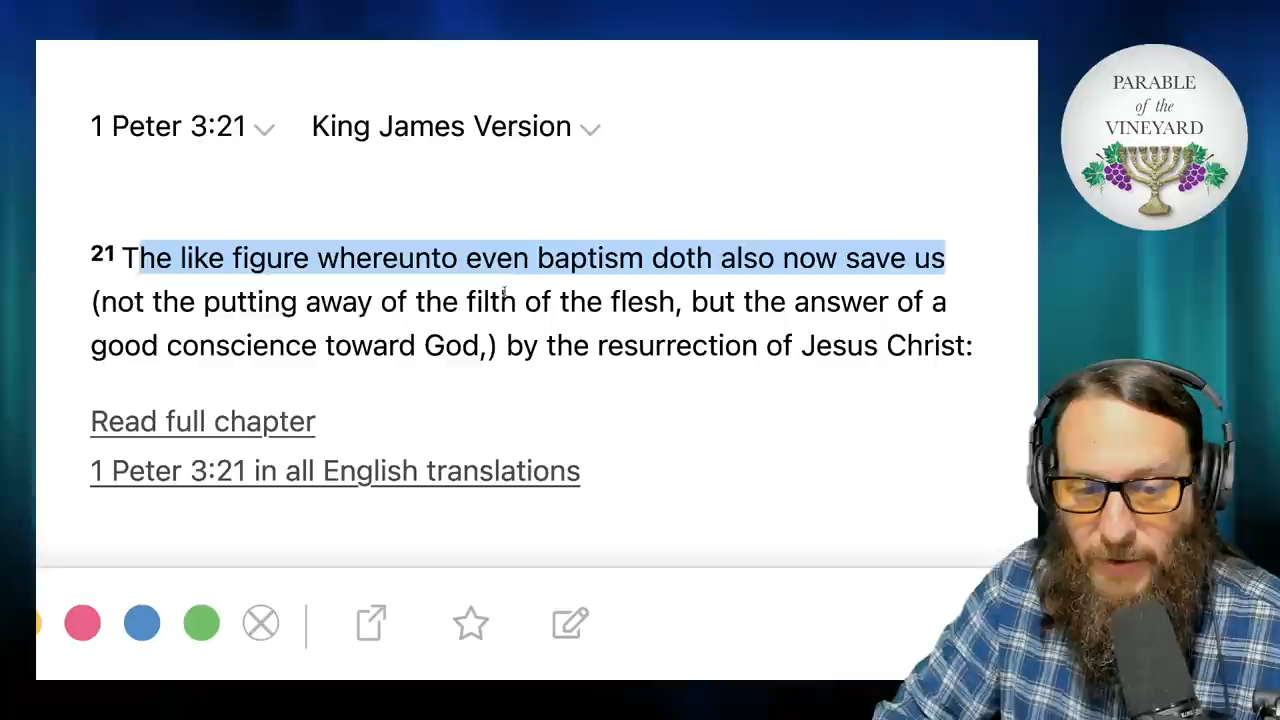 1 Peter 3:21 King James Version
PARABLE
of the
VINEYARD
21 The like figure whereunto even baptism doth also now save us
(not the putting away of the filth of the flesh, but the answer of a
good conscience toward God,) by the resurrection of Jesus Christ:
Read full chapter
1 Peter 3:21 in all English translations